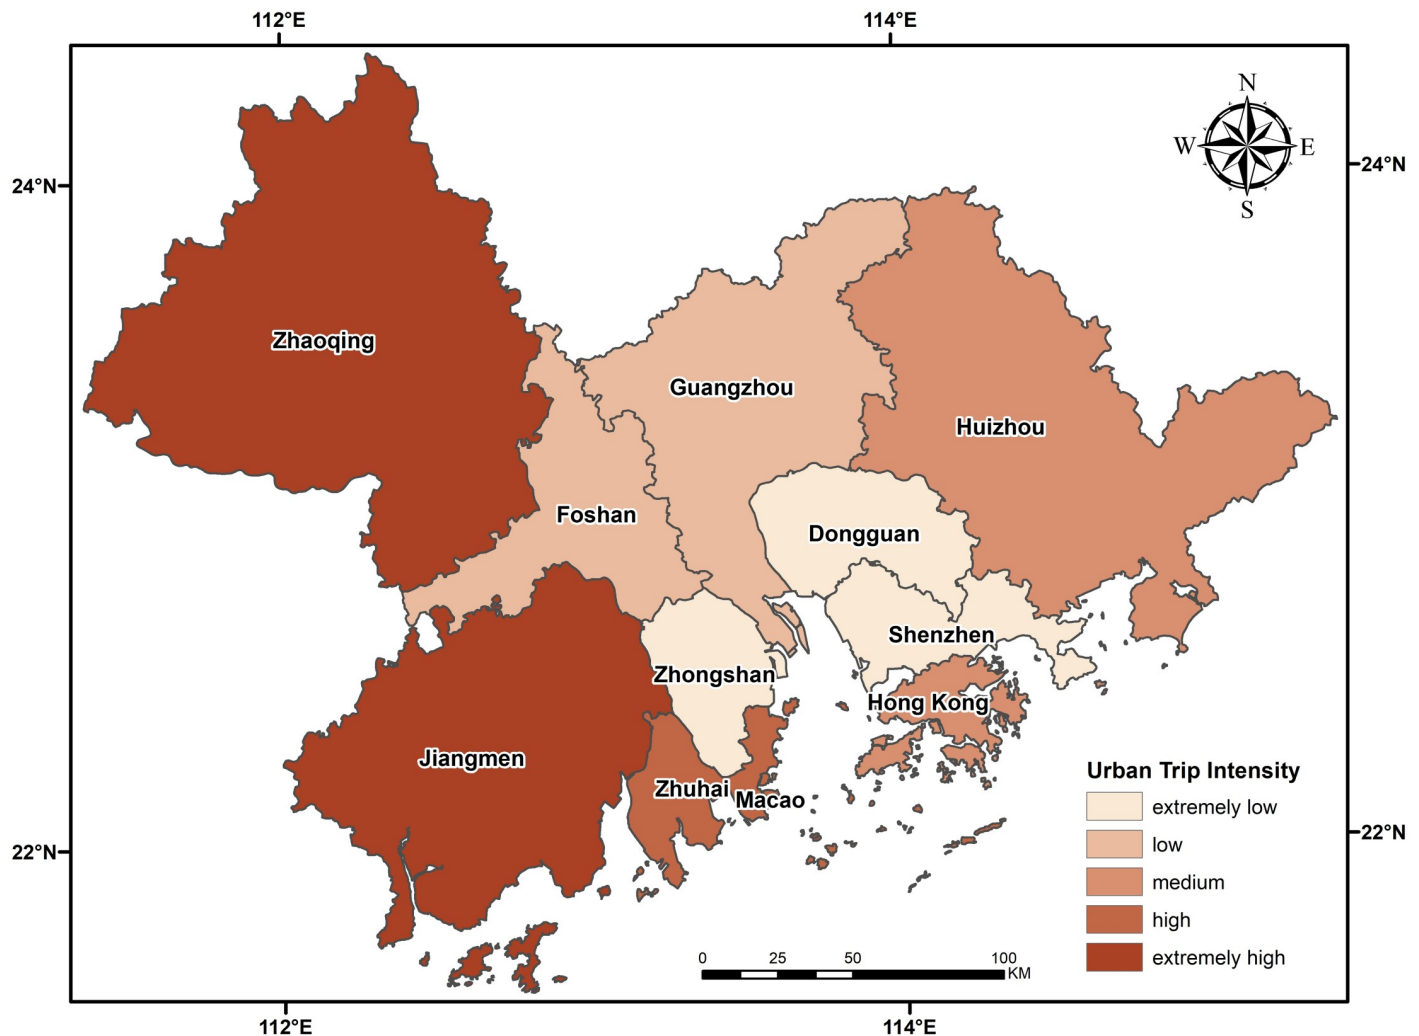 112°E
114°E
N
W
E
S
24°N
24°N
Zhaoqing
Guangzhou
Huizhou
Foshan
Dongguan
Shenzhen
Zhongshan
Hong Kong
Jiangmen
Zhuhai
Macao
Urban Trip Intensity
extremely low
low
medium
high
extremely high
22°N
22°N
0 25 50 100
KM
112°E
114°E